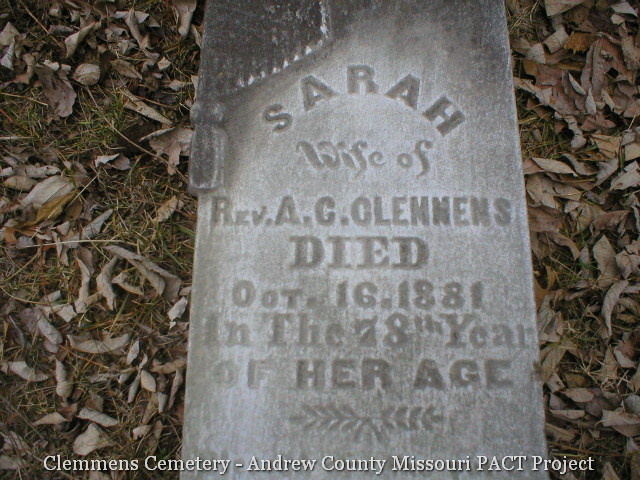 SARAH
Wife of
REV. A. C. CLEMMENS
DIED
OCT. 16. 1881
In The 78th Year
OF HER AGE
Clemmens Cemetery - Andrew County Missouri PACT Project